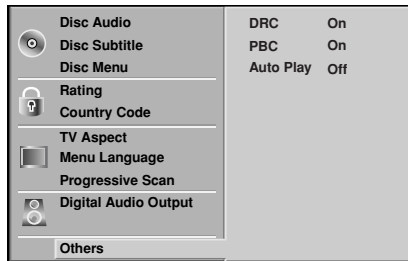 Disc Audio
Disc Subtitle
Disc Menu
Rating
Country Code
TV Aspect
Menu Language
Progressive Scan
Digital Audio Output
Others
DRC On
PBC On
Auto Play Off